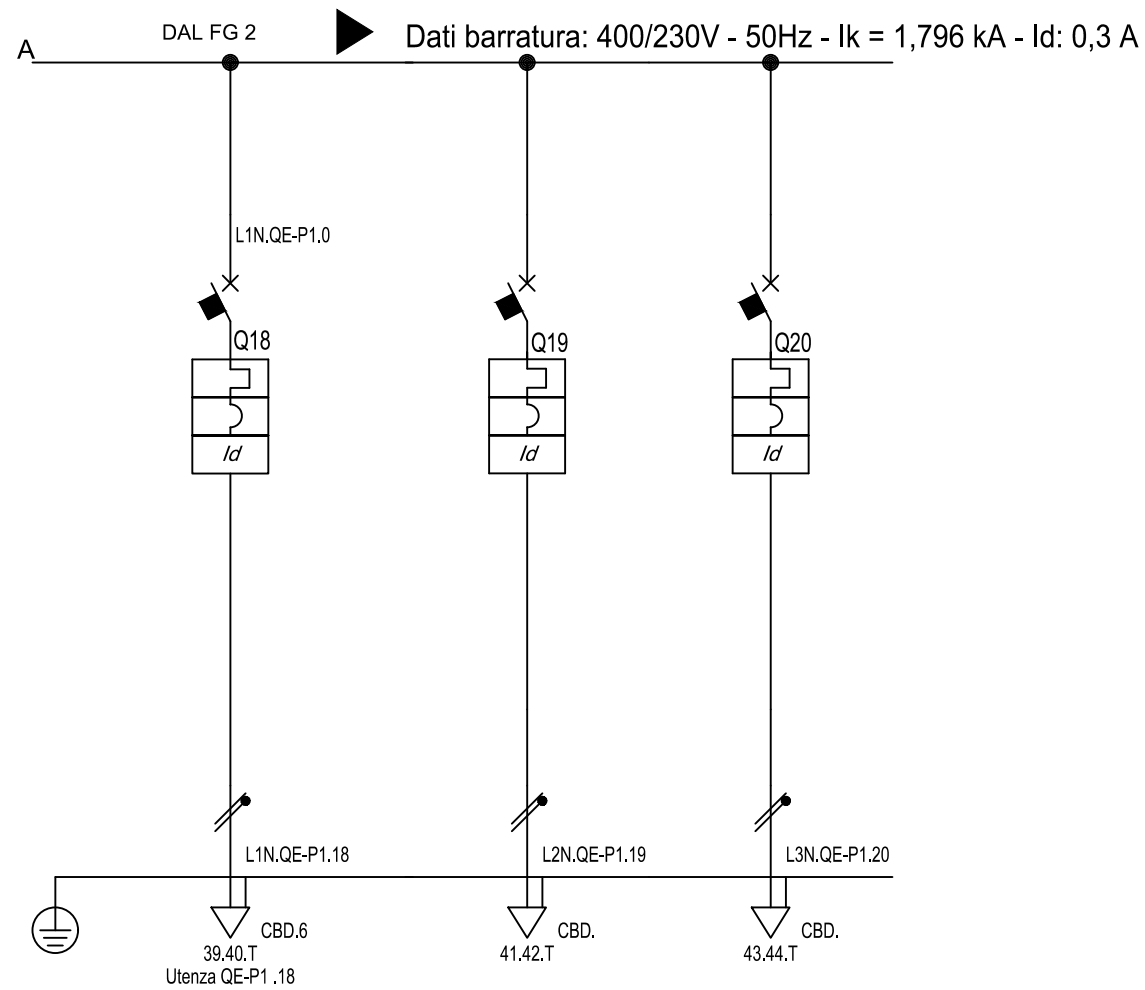 DAL FG 2
Dati barratura: 400/230V - 50Hz - Ik = 1,796 kA - Id: 0,3 A
A
L1N.QE-P1.0
Q18
Q19
Q20
Id
Id
Id
L1N.QE-P1.18
L2N.QE-P1.19
L3N.QE-P1.20
CBD.6
CBD.
CBD.
39.40.T
41.42.T
43.44.T
Utenza QE-P1 .18